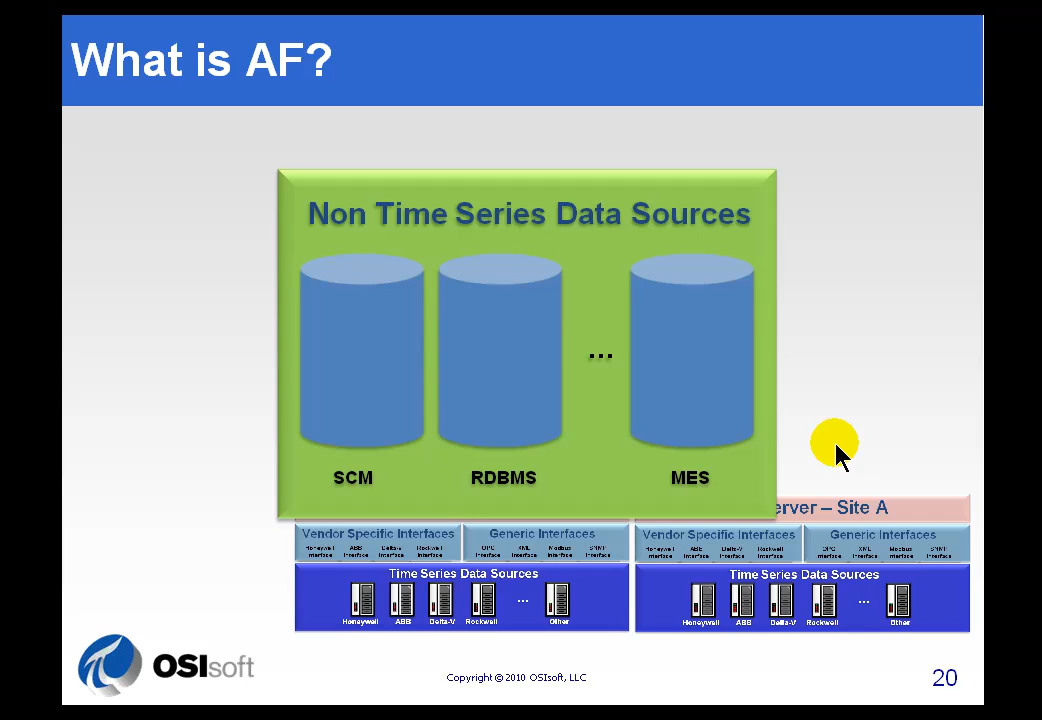 What is AF?
Non Time Series Data Sources
...
SCM RDBMS MES
erver – Site A
Vendor Specific Interfaces Generic Interfaces Vendor Specific Interfaces Generic Interfaces
Honeywell ABB Delta-V Rockwell OPC XML Modbus SNMP Honeywell ABB Delta-V Rockwell OPC XML Modbus SNMP
Interface Interface Interface Interface Interface Interface Interface Interface Interface Interface Interface Interface Interface Interface Interface Interface
Time Series Data Sources Time Series Data Sources
... ...
Honeywell ABB Delta-V Rockwell Other Honeywell ABB Delta-V Rockwell Other
OSIsoft
Copyright © 2010 OSIsoft, LLC
20